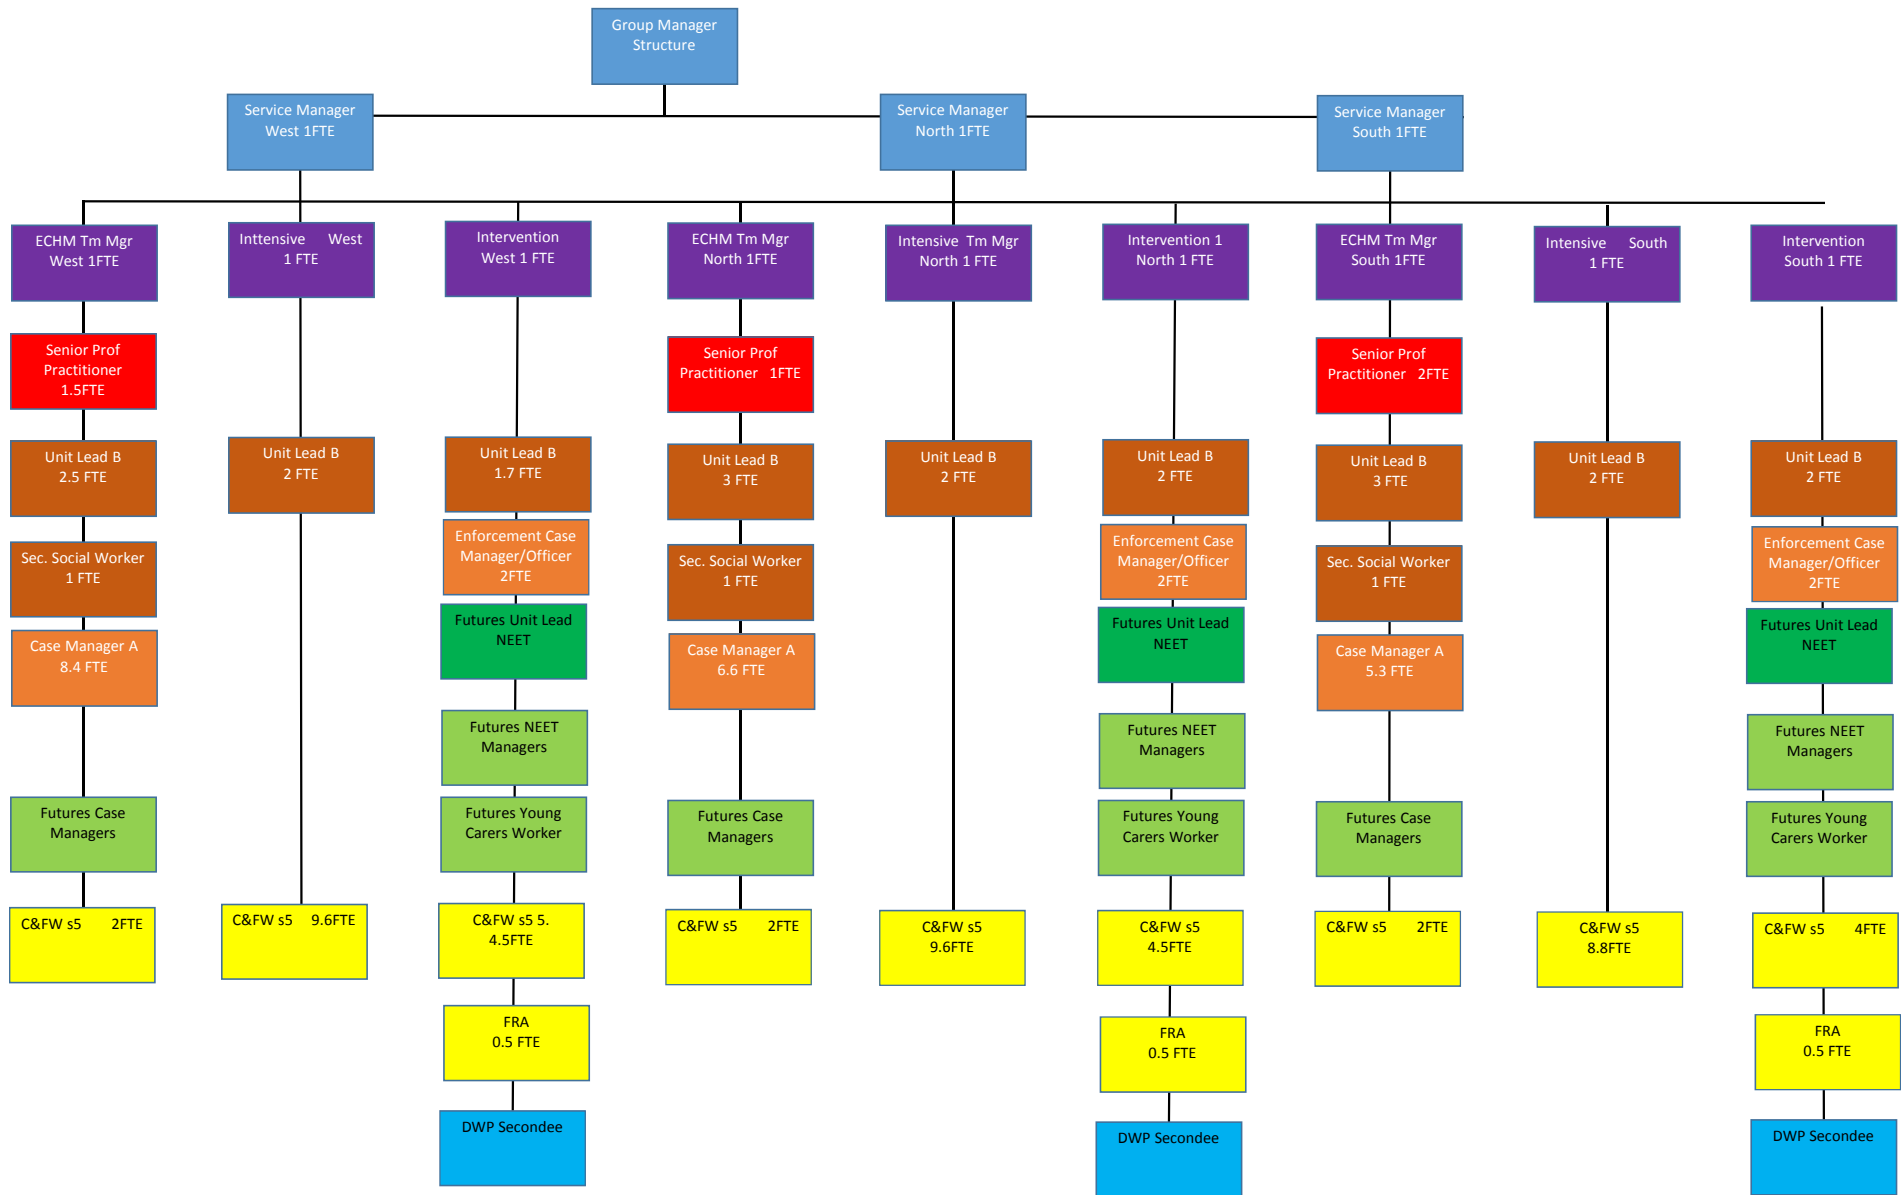 Group Manager
Structure
Service Manager
West 1FTE
Service Manager
North 1FTE
Service Manager
South 1FTE
ECHM Tm Mgr
West 1FTE
Inttensive West
1 FTE
Intervention
West 1 FTE
ECHM Tm Mgr
North 1FTE
Intensive Tm Mgr
North 1 FTE
Intervention 1
North 1 FTE
ECHM Tm Mgr
South 1FTE
Intensive South
1 FTE
Intervention
South 1 FTE
Senior Prof
Practitioner
1.5FTE
Senior Prof
Practitioner 1FTE
Senior Prof
Practitioner 2FTE
Unit Lead B
2.5 FTE
Unit Lead B
2 FTE
Unit Lead B
1.7 FTE
Unit Lead B
3 FTE
Unit Lead B
2 FTE
Unit Lead B
2 FTE
Unit Lead B
3 FTE
Unit Lead B
2 FTE
Unit Lead B
2 FTE
Sec. Social Worker
1 FTE
Enforcement Case
Manager/Officer
2FTE
Sec. Social Worker
1 FTE
Enforcement Case
Manager/Officer
2FTE
Sec. Social Worker
1 FTE
Enforcement Case
Manager/Officer
2FTE
Case Manager A
8.4 FTE
Futures Unit Lead
NEET
Case Manager A
6.6 FTE
Futures Unit Lead
NEET
Case Manager A
5.3 FTE
Futures Unit Lead
NEET
Futures NEET
Managers
Futures NEET
Managers
Futures NEET
Managers
Futures Case
Managers
Futures Young
Carers Worker
Futures Case
Managers
Futures Young
Carers Worker
Futures Case
Managers
Futures Young
Carers Worker
C&FW s5 2FTE
C&FW s5 9.6FTE
C&FW s5 5.
4.5FTE
C&FW s5 2FTE
C&FW s5
9.6FTE
C&FW s5
4.5FTE
C&FW s5 2FTE
C&FW s5
8.8FTE
C&FW s5 4FTE
FRA
0.5 FTE
FRA
0.5 FTE
FRA
0.5 FTE
DWP Secondee
DWP Secondee
DWP Secondee